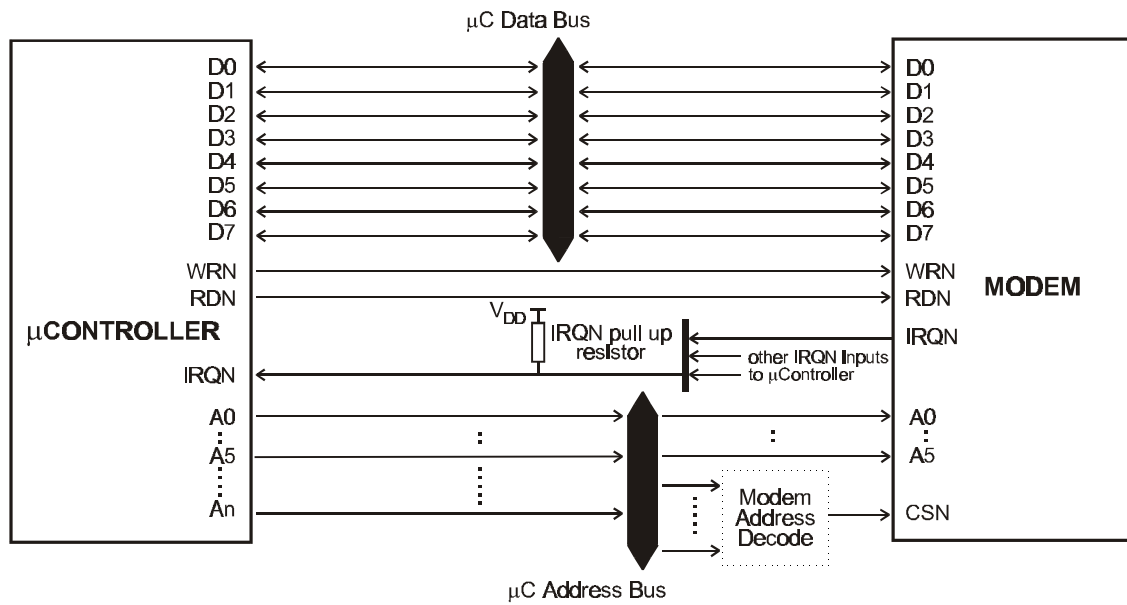 μC Data Bus
D0
D1
D2
D3
D4
D5
D6
D7
WRN
RDN
μCONTROLLER
IRQN
A0
A5
An
D0
D1
D2
D3
D4
D5
D6
D7
WRN
RDN
MODEM
IRQN
A0
A5
CSN
VDD
IRQN pull up
resistor
other IRQN Inputs
to μController
Modem
Address
Decode
μC Address Bus